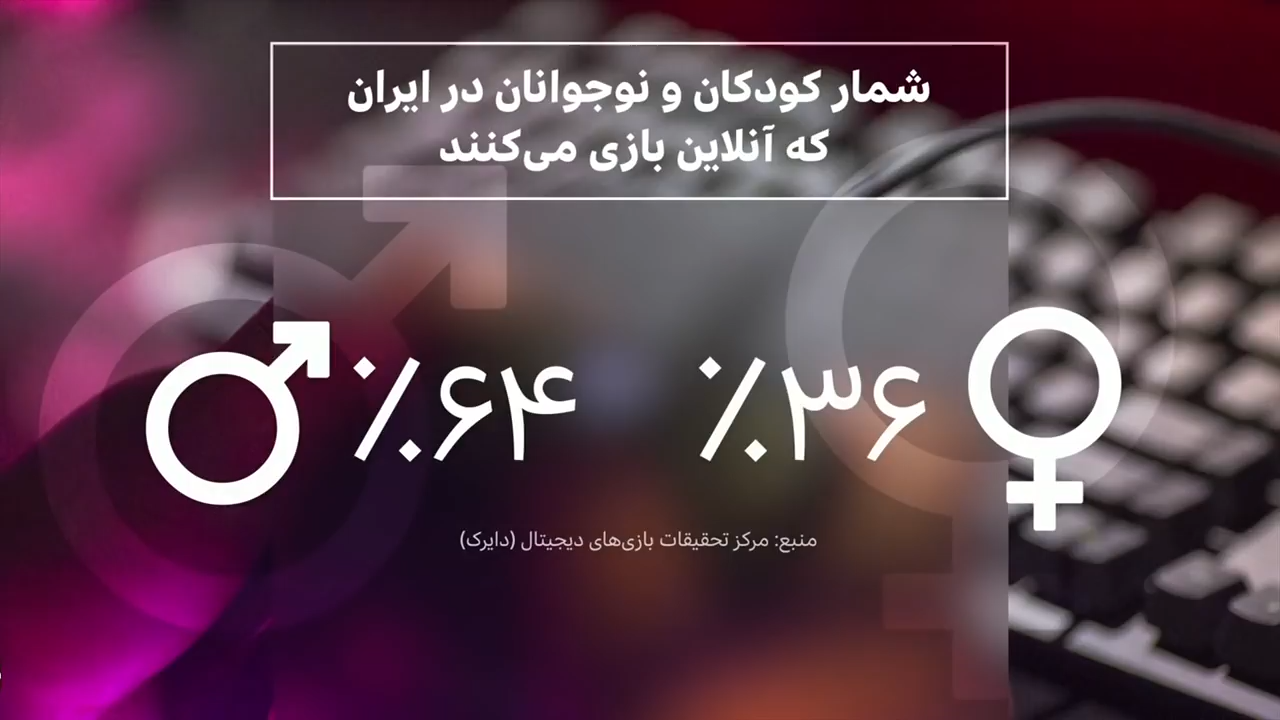 شمار کودکان و نوجوانان در ایران
که آنلاین بازی می‌کنند
٪۳۶ ٪۶۴
منبع: مرکز تحقیقات بازی‌های دیجیتال (دایرک)